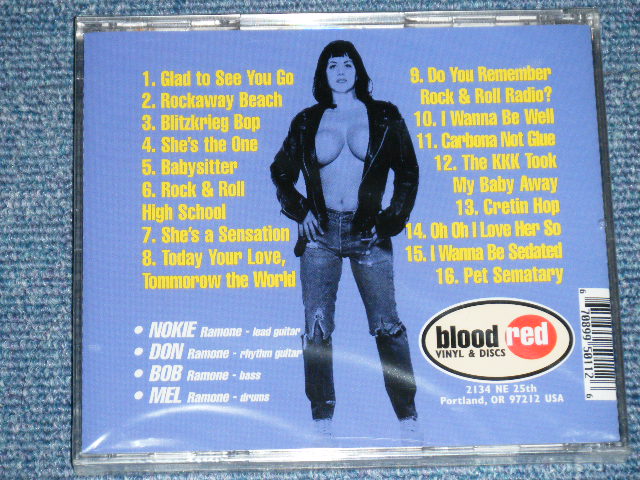 1. Glad to See You Go
2. Rockaway Beach
3. Blitzkrieg Bop
4. She's the One
5. Babysitter
6. Rock & Roll
High School
7. She's a Sensation
8. Today Your Love,
Tommorow the World
9. Do You Remember
Rock & Roll Radio?
10. I Wanna Be Well
11. Carbona Not Glue
12. The KKK Took
My Baby Away
13. Cretin Hop
14. Oh Oh I Love Her So
15. I Wanna Be Sedated
16. Pet Sematary
• NOKIE Ramone - lead guitar
• DON Ramone - rhythm guitar
• BOB Ramone - bass
• MEL Ramone - drums
blood red
VINYL & DISCS
2134 NE 25th
Portland, OR 97212 USA
6 70899 50112 6